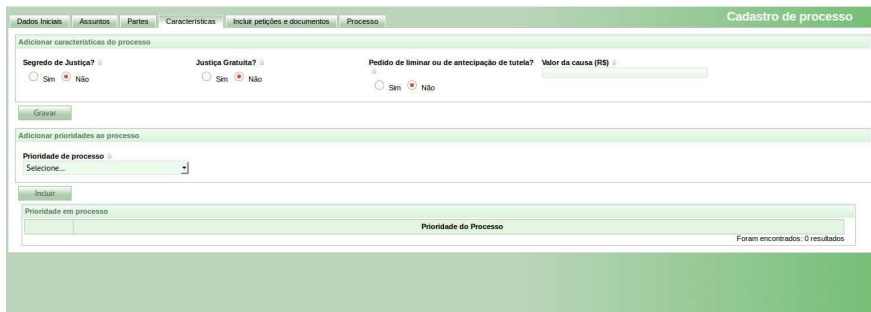 Cadastro de processo
Dados Iniciais Assuntos Partes Características Incluir petições e documentos Processo
Adicionar características do processo
Segredo de Justiça? Justiça Gratuita? Pedido de liminar ou de antecipação de tutela? Valor da causa (R$)
Sim Não Sim Não Sim Não
Gravar
Adicionar prioridades ao processo
Prioridade de processo
Selecione...
Incluir
Prioridade em processo
Prioridade do Processo
Foram encontrados: 0 resultados